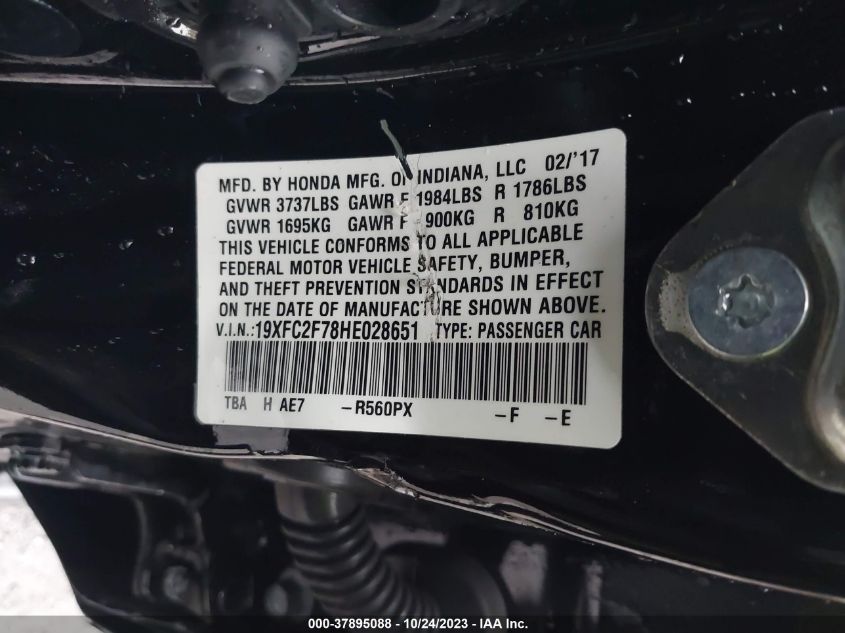 MFD. BY HONDA MFG. OF INDIANA, LLC 02/'17
GVWR 3737LBS GAWR F 1984LBS R 1786LBS
GVWR 1695KG GAWR F 900KG R 810KG
THIS VEHICLE CONFORMS TO ALL APPLICABLE
FEDERAL MOTOR VEHICLE SAFETY, BUMPER,
AND THEFT PREVENTION STANDARDS IN EFFECT
ON THE DATE OF MANUFACTURE SHOWN ABOVE.
V.I.N.:19XFC2F78HE028651 TYPE: PASSENGER CAR
TBA H AE7 -R560PX -F -E
000-37895088 - 10/24/2023 - IAA Inc.